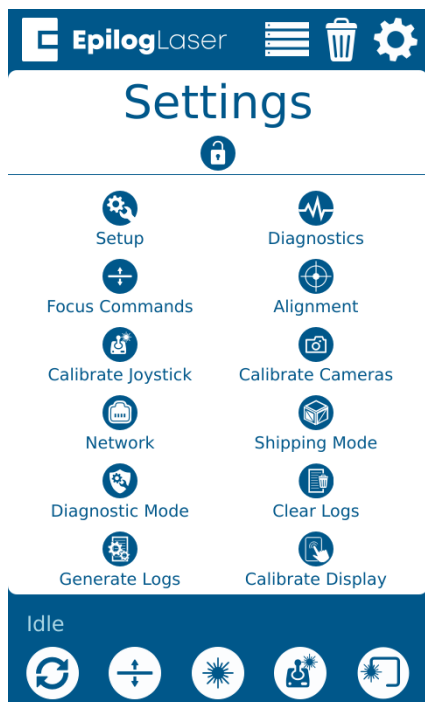 EpilogLaser
Settings
Setup
Diagnostics
Focus Commands
Alignment
Calibrate Joystick
Calibrate Cameras
Network
Shipping Mode
Diagnostic Mode
Clear Logs
Generate Logs
Calibrate Display
Idle